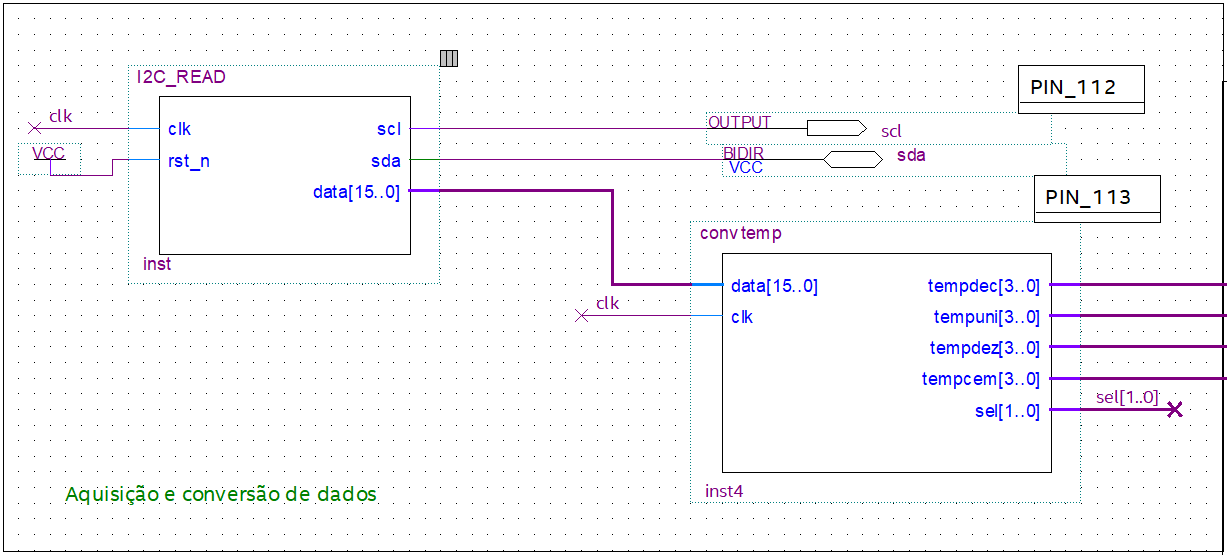 I2C_READ
clk
clk
scl
VCC
rst_n
sda
data[15..0]
inst
OUTPUT
scl
PIN_112
BIDIR
VCC
sda
PIN_113
convtemp
clk
data[15..0]
clk
tempdec[3..0]
tempuni[3..0]
tempdez[3..0]
tempcem[3..0]
sel[1..0]
sel[1..0]
inst4
Aquisição e conversão de dados